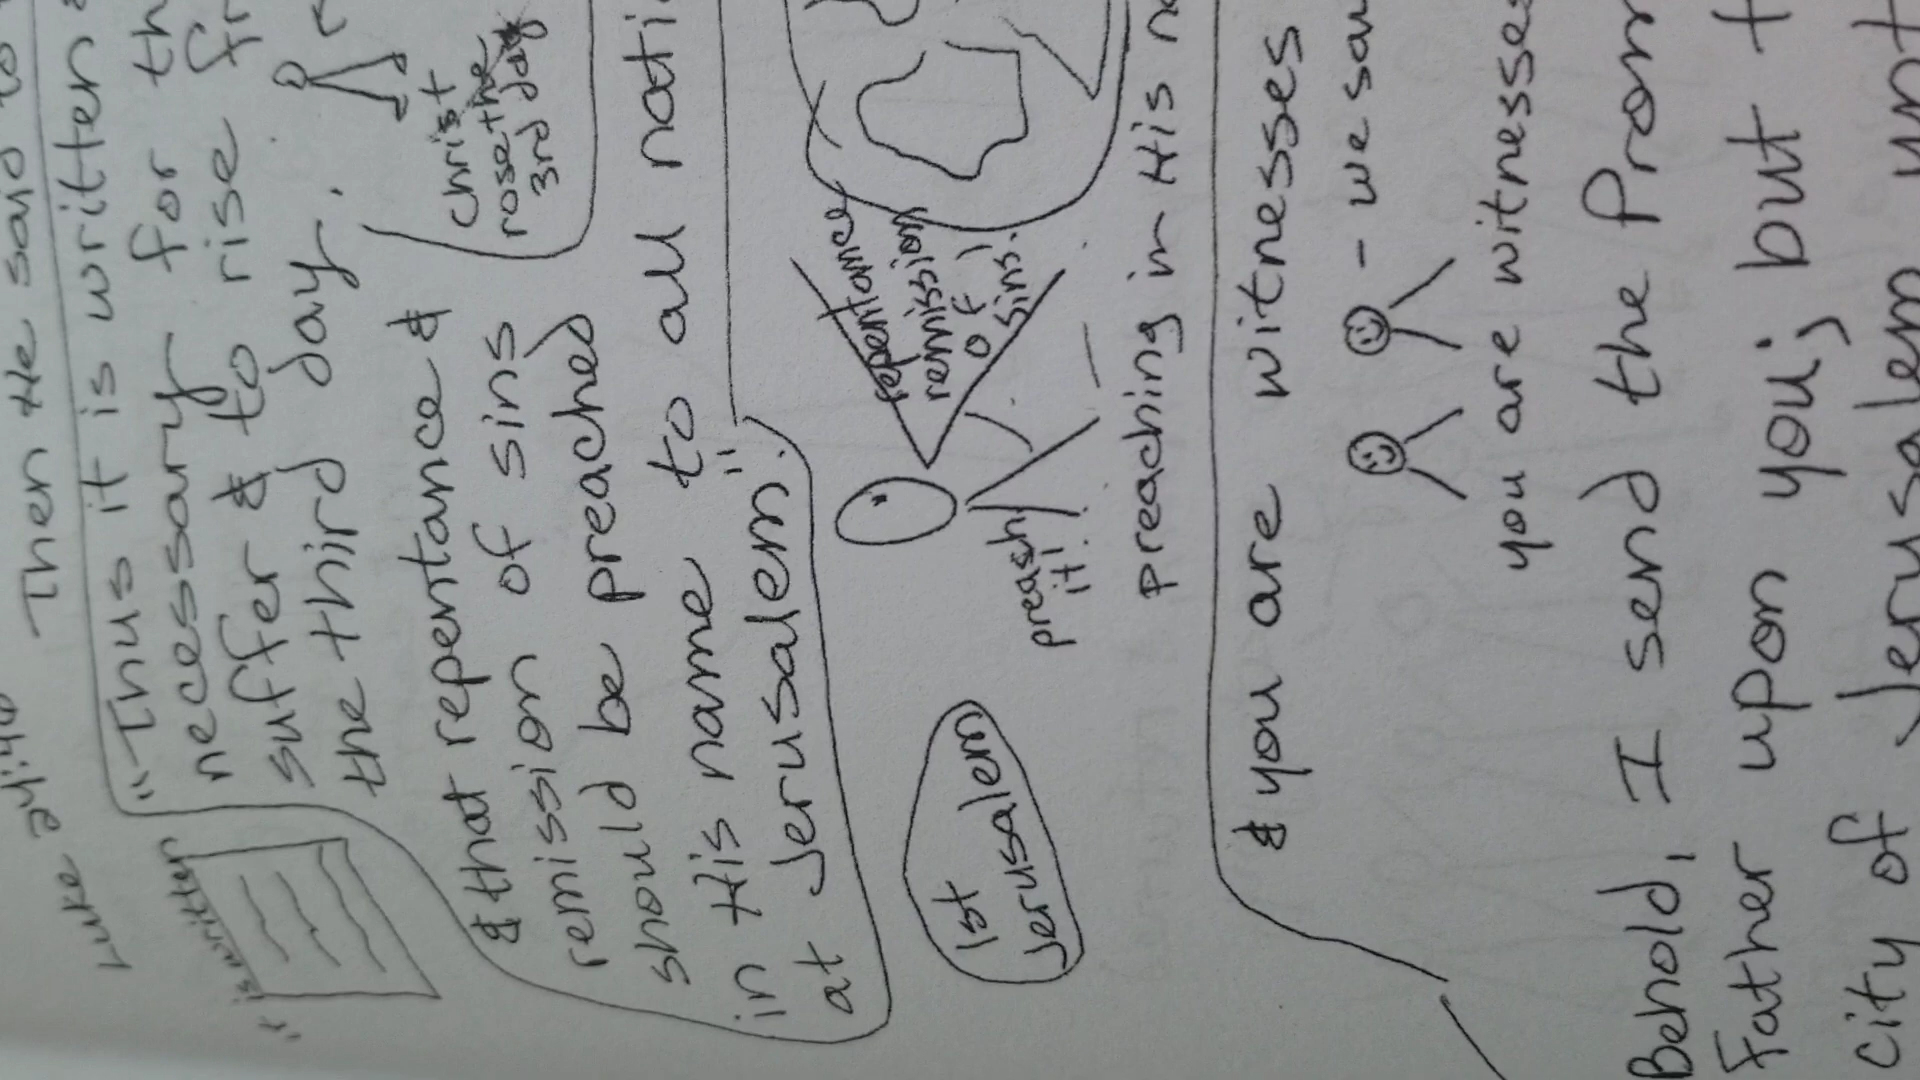 Luke 24:46 Then He said to
"is written"
"Thus it is written
necessary for th
suffer & to rise fr
the third day.
Christ
rose the
3rd day
& that repentance &
remission of sins
should be preached
in His name to all nati
at Jerusalem."
repentance
remission
of
sins.
preach
it!
1st
Jerusalem
preaching in His n
& you are witnesses
- we saw
you are witnesses
Behold, I send the Prom
Father upon you; but t
city of Jerusalem unt